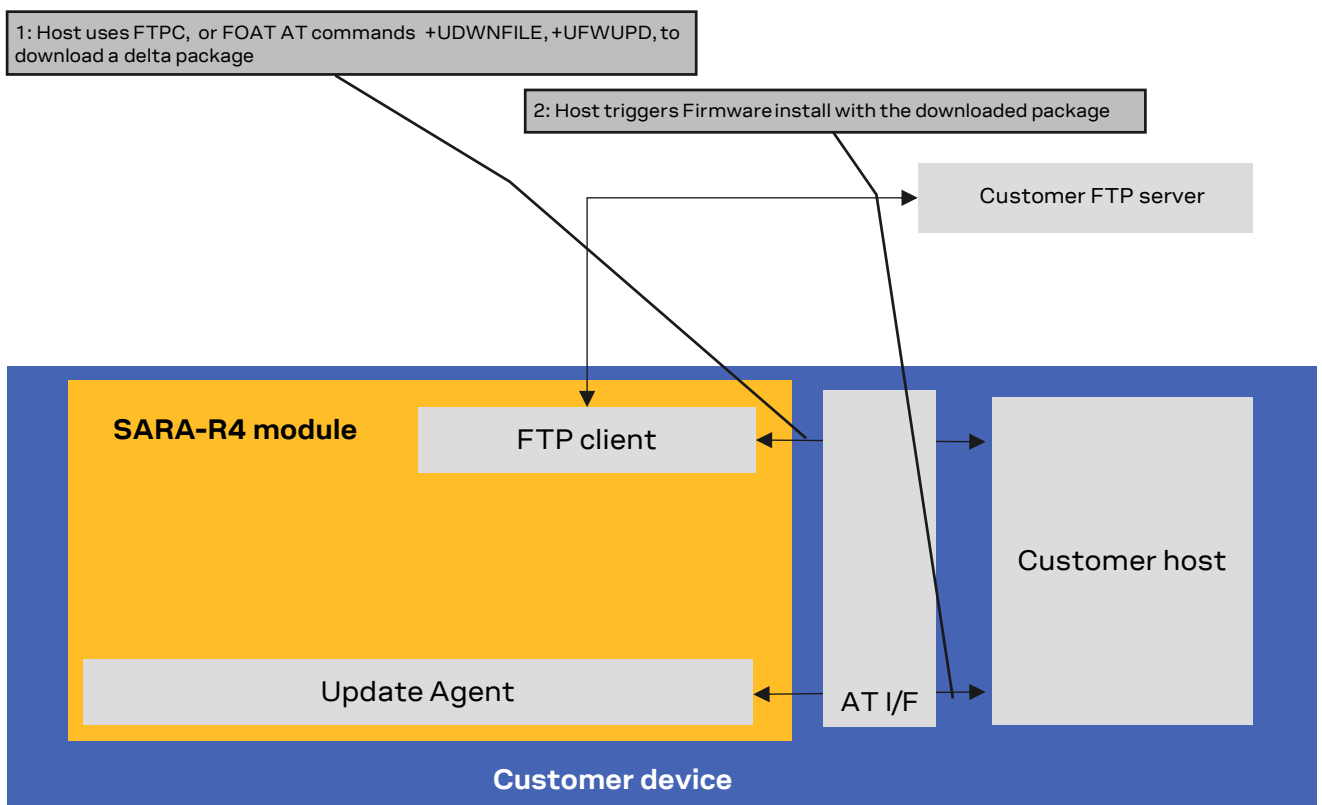 1: Host uses FTPC, or FOAT AT commands +UDWNFILE, +UFWUPD, to
download a delta package
2: Host triggers Firmware install with the downloaded package
Customer FTP server
SARA-R4 module
FTP client
Customer host
Update Agent
AT I/F
Customer device